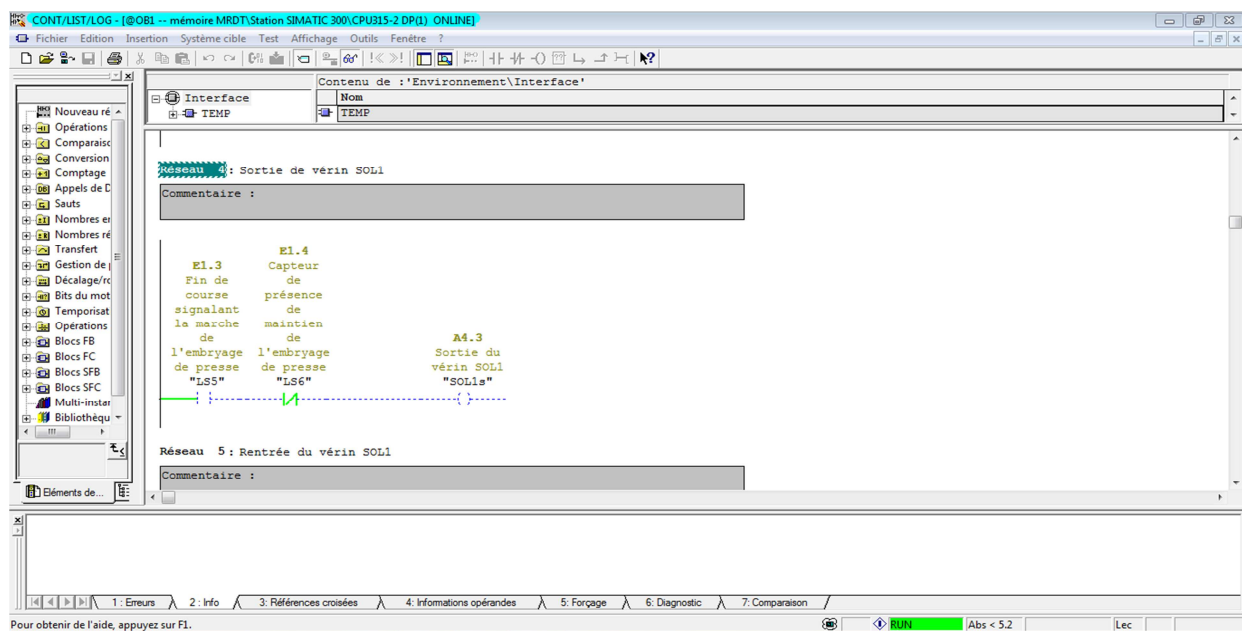 CONT/LIST/LOG - [@OB1 -- mémoire MRDT\Station SIMATIC 300\CPU315-2 DP(1) ONLINE]
Fichier Edition Insertion Système cible Test Affichage Outils Fenêtre ?
Contenu de :'Environnement\Interface'
Interface
Nom
TEMP
TEMP
Nouveau ré
Opérations
Comparaisc
Conversion
Comptage
Appels de D
Sauts
Nombres er
Nombres ré
Transfert
Gestion de
Décalage/rc
Bits du mot
Temporisat
Opérations
Blocs FB
Blocs FC
Blocs SFB
Blocs SFC
Multi-instar
Bibliothèqu
Eléments de...
Réseau 4 : Sortie de vérin SOL1
Commentaire :
E1.3
Fin de
course
signalant
la marche
de
l'embryage
de presse
"LS5"
E1.4
Capteur
de
présence
de
maintien
de
l'embryage
de presse
"LS6"
A4.3
Sortie du
vérin SOL1
"SOL1s"
Réseau 5 : Rentrée du vérin SOL1
Commentaire :
1 : Erreurs 2 : Info 3: Références croisées 4: Informations opérandes 5: Forçage 6: Diagnostic 7: Comparaison
Pour obtenir de l'aide, appuyez sur F1.
RUN
Abs < 5.2
Lec